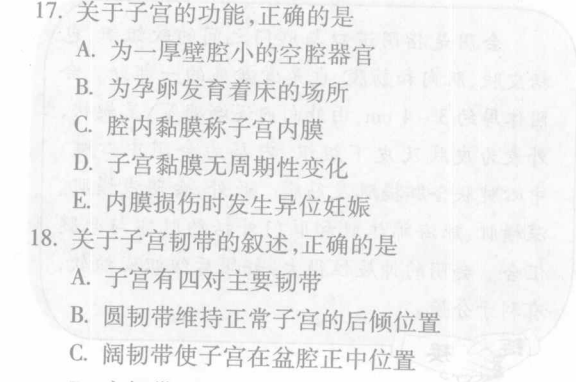 17. 关于子宫的功能,正确的是
A. 为一厚壁腔小的空腔器官
B. 为孕卵发育着床的场所
C. 腔内黏膜称子宫内膜
D. 子宫黏膜无周期性变化
E. 内膜损伤时发生异位妊娠
18. 关于子宫韧带的叙述,正确的是
A. 子宫有四对主要韧带
B. 圆韧带维持正常子宫的后倾位置
C. 阔韧带使子宫在盆腔正中位置